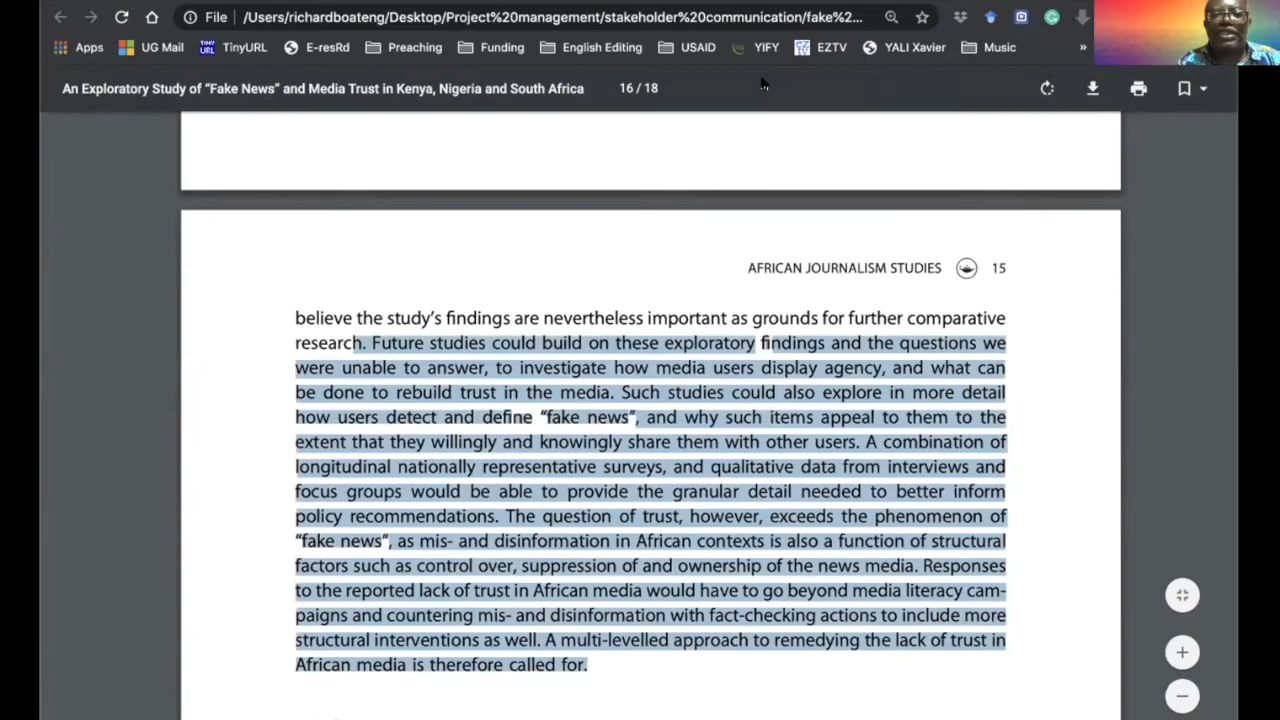 File
/Users/richardboateng/Desktop/Project%20management/stakeholder%20communication/fake%2...
Apps UG Mail TINY URL TinyURL E-resRd Preaching Funding English Editing USAID YIFY EZTV YALI Xavier Music »
An Exploratory Study of “Fake News” and Media Trust in Kenya, Nigeria and South Africa 16 / 18
AFRICAN JOURNALISM STUDIES 15
believe the study’s findings are nevertheless important as grounds for further comparative
research. Future studies could build on these exploratory findings and the questions we
were unable to answer, to investigate how media users display agency, and what can
be done to rebuild trust in the media. Such studies could also explore in more detail
how users detect and define “fake news”, and why such items appeal to them to the
extent that they willingly and knowingly share them with other users. A combination of
longitudinal nationally representative surveys, and qualitative data from interviews and
focus groups would be able to provide the granular detail needed to better inform
policy recommendations. The question of trust, however, exceeds the phenomenon of
“fake news”, as mis- and disinformation in African contexts is also a function of structural
factors such as control over, suppression of and ownership of the news media. Responses
to the reported lack of trust in African media would have to go beyond media literacy cam-
paigns and countering mis- and disinformation with fact-checking actions to include more
structural interventions as well. A multi-levelled approach to remedying the lack of trust in
African media is therefore called for.